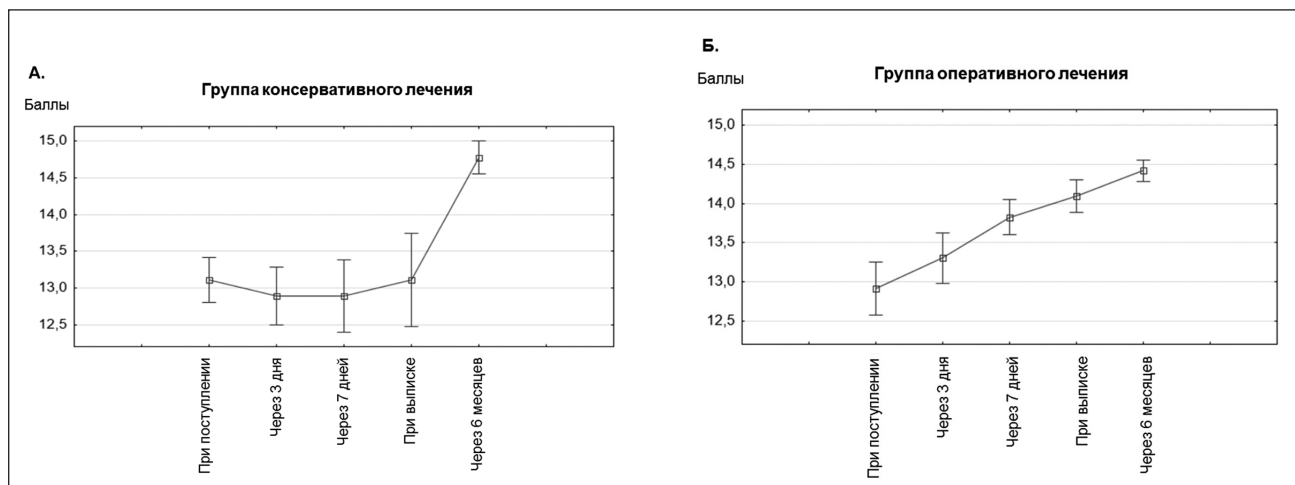 А.
Группа консервативного лечения
Баллы
15,0
14,5
14,0
13,5
13,0
12,5
При поступлении
Через 3 дня
Через 7 дней
При выписке
Через 6 месяцев
Б.
Группа оперативного лечения
Баллы
15,0
14,5
14,0
13,5
13,0
12,5
При поступлении
Через 3 дня
Через 7 дней
При выписке
Через 6 месяцев